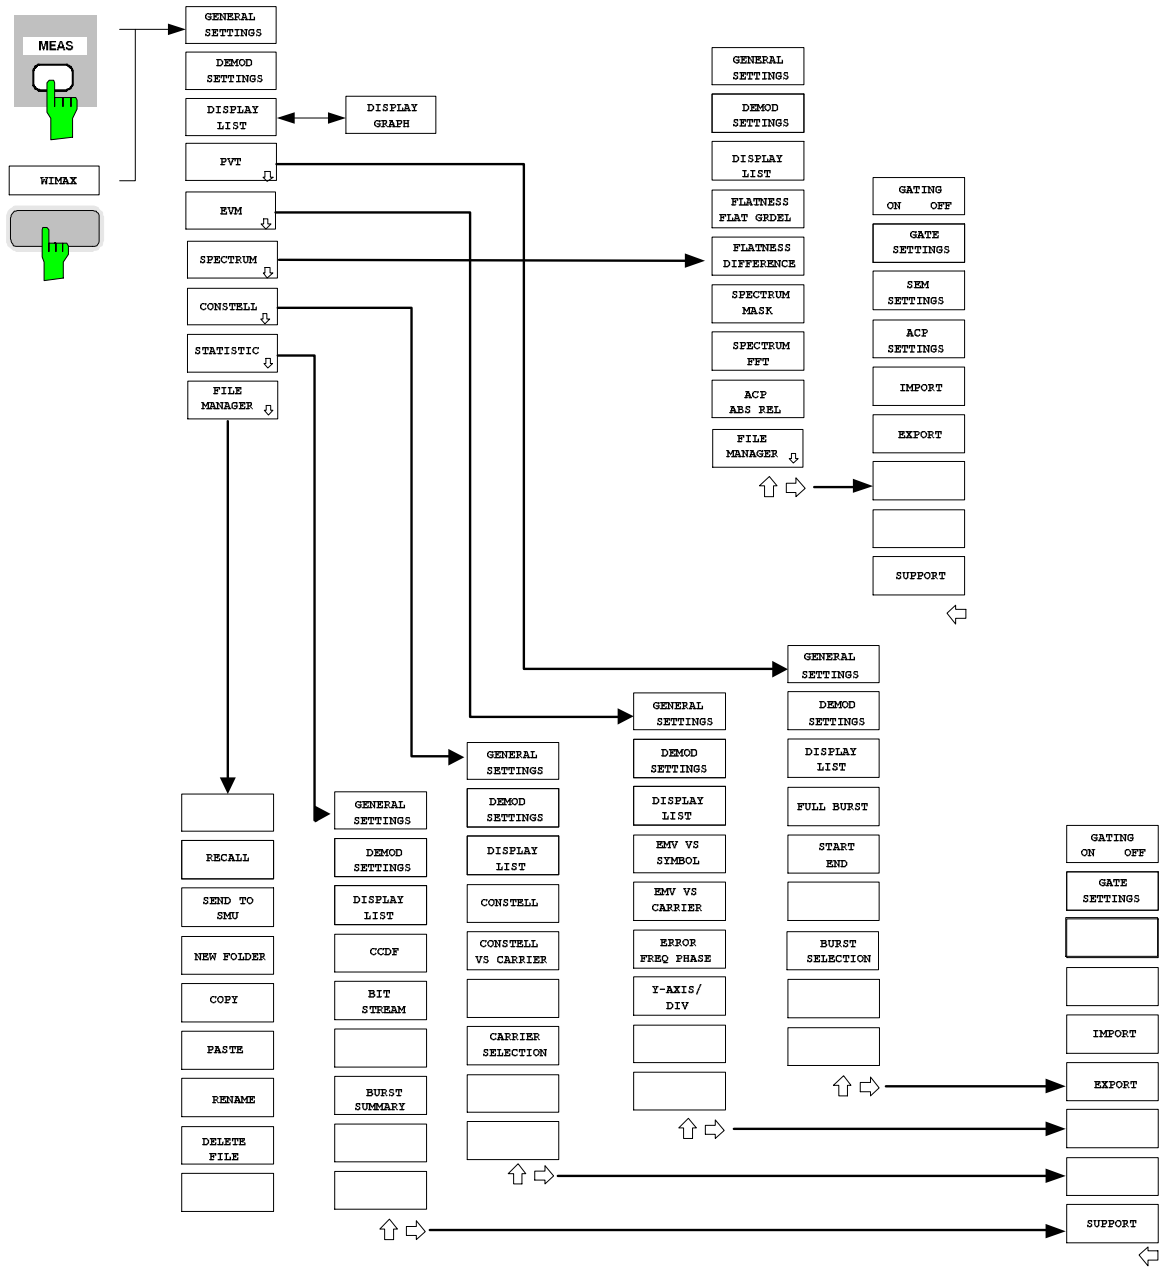 MEAS
WIMAX
GENERAL
SETTINGS
DEMOD
SETTINGS
DISPLAY
LIST
DISPLAY
GRAPH
PVT
EVM
SPECTRUM
CONSTELL
STATISTIC
FILE
MANAGER
GENERAL
SETTINGS
DEMOD
SETTINGS
DISPLAY
LIST
FLATNESS
FLAT GRDEL
FLATNESS
DIFFERENCE
SPECTRUM
MASK
SPECTRUM
FFT
ACP
ABS REL
FILE
MANAGER
GATING
ON OFF
GATE
SETTINGS
SEM
SETTINGS
ACP
SETTINGS
IMPORT
EXPORT
SUPPORT
RECALL
SEND TO
SMU
NEW FOLDER
COPY
PASTE
RENAME
DELETE
FILE
GENERAL
SETTINGS
DEMOD
SETTINGS
DISPLAY
LIST
CCDF
BIT
STREAM
BURST
SUMMARY
GENERAL
SETTINGS
DEMOD
SETTINGS
DISPLAY
LIST
CONSTELL
CONSTELL
VS CARRIER
CARRIER
SELECTION
GENERAL
SETTINGS
DEMOD
SETTINGS
DISPLAY
LIST
EMV VS
SYMBOL
EMV VS
CARRIER
ERROR
FREQ PHASE
Y-AXIS/
DIV
GENERAL
SETTINGS
DEMOD
SETTINGS
DISPLAY
LIST
FULL BURST
START
END
BURST
SELECTION
GATING
ON OFF
GATE
SETTINGS
IMPORT
EXPORT
SUPPORT